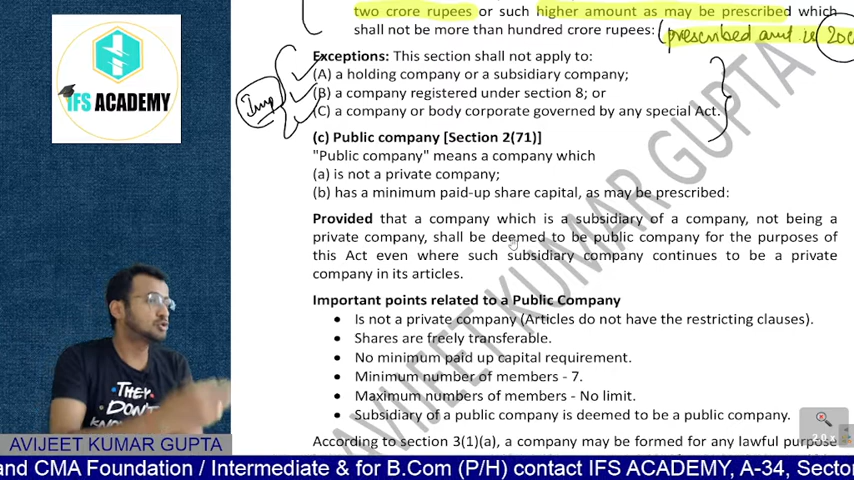 two crore rupees or such higher amount as may be prescribed which
shall not be more than hundred crore rupees: (prescribed amt is
Exceptions: This section shall not apply to:
(A) a holding company or a subsidiary company;
(B) a company registered under section 8; or
(C) a company or body corporate governed by any special Act.
Imp
(c) Public company [Section 2(71)]
"Public company" means a company which
(a) is not a private company;
(b) has a minimum paid-up share capital, as may be prescribed:
Provided that a company which is a subsidiary of a company, not being a
private company, shall be deemed to be public company for the purposes of
this Act even where such subsidiary company continues to be a private
company in its articles.
Important points related to a Public Company
• Is not a private company (Articles do not have the restricting clauses).
• Shares are freely transferable.
• No minimum paid up capital requirement.
• Minimum number of members - 7.
• Maximum numbers of members - No limit.
• Subsidiary of a public company is deemed to be a public company.
According to section 3(1)(a), a company may be formed for any lawful purpose
AVIJEET KUMAR GUPTA
IFS ACADEMY
THEY
DON'T
AVIJEET KUMAR GUPTA
2.0 x
and CMA Foundation / Intermediate & for B.Com (P/H) contact IFS ACADEMY, A-34, Sector